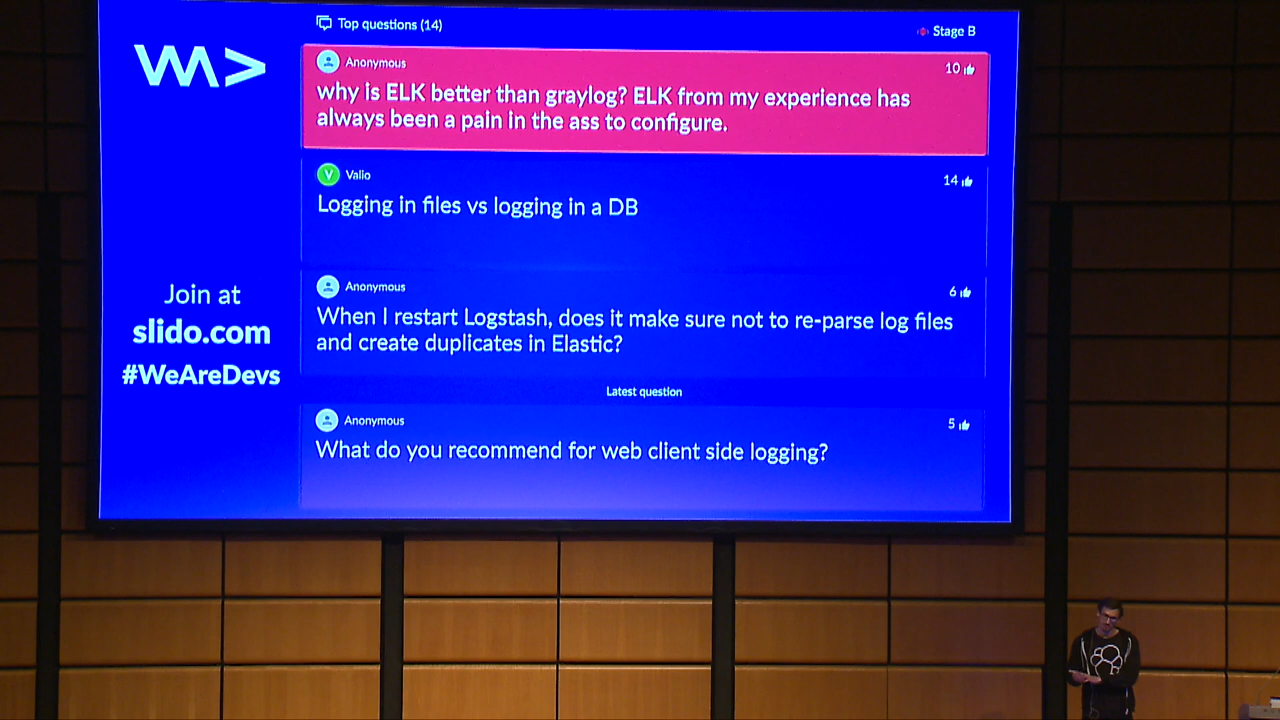 Top questions (14)
Stage B
WA>
Anonymous
10
why is ELK better than graylog? ELK from my experience has
always been a pain in the ass to configure.
V
Valio
14
Logging in files vs logging in a DB
Anonymous
6
When I restart Logstash, does it make sure not to re-parse log files
and create duplicates in Elastic?
Join at
slido.com
#WeAreDevs
Latest question
Anonymous
5
What do you recommend for web client side logging?